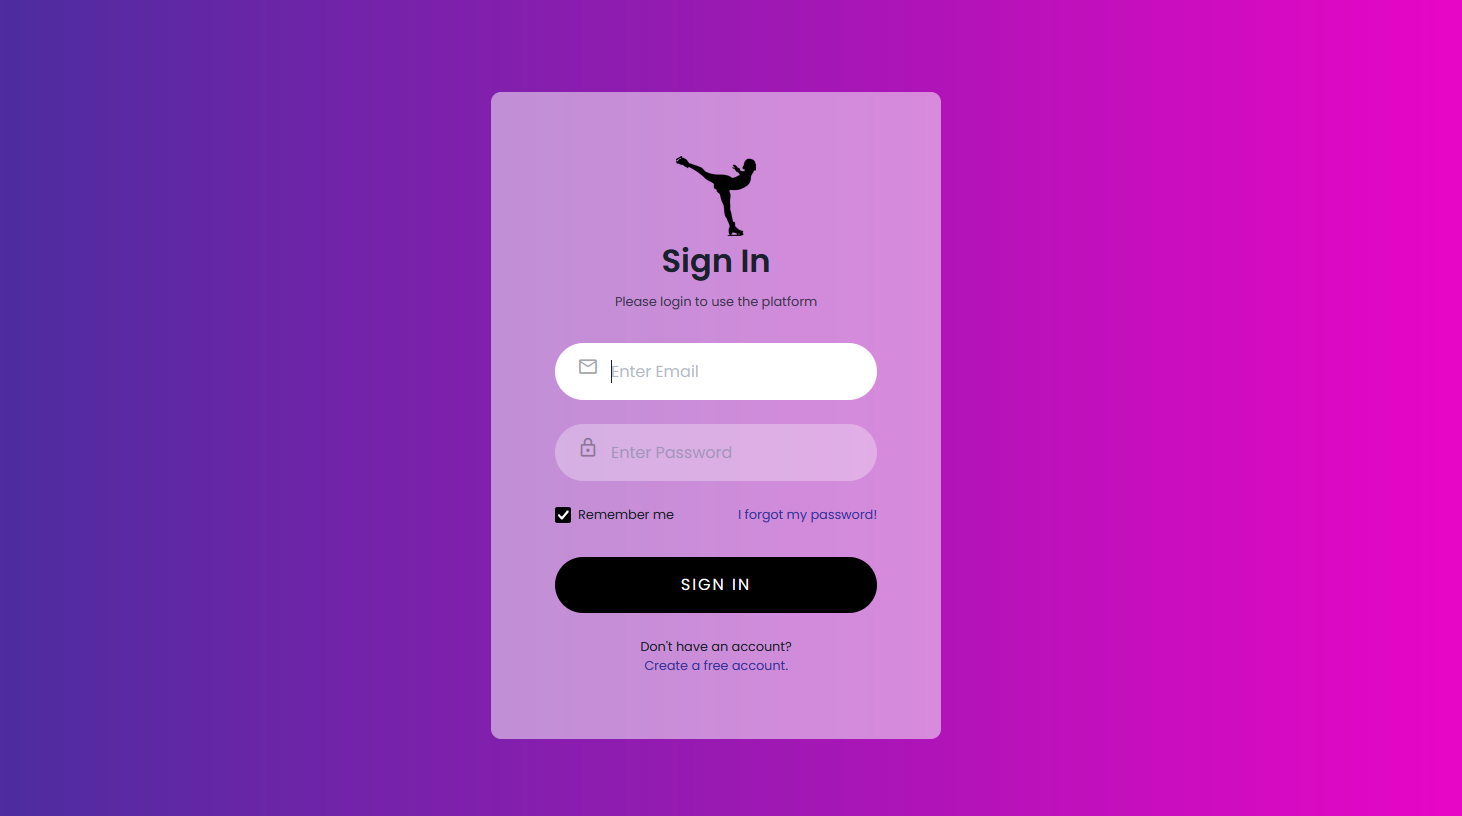 Sign In
Please login to use the platform
Enter Email
Enter Password
Remember me
I forgot my password!
SIGN IN
Don't have an account?
Create a free account.